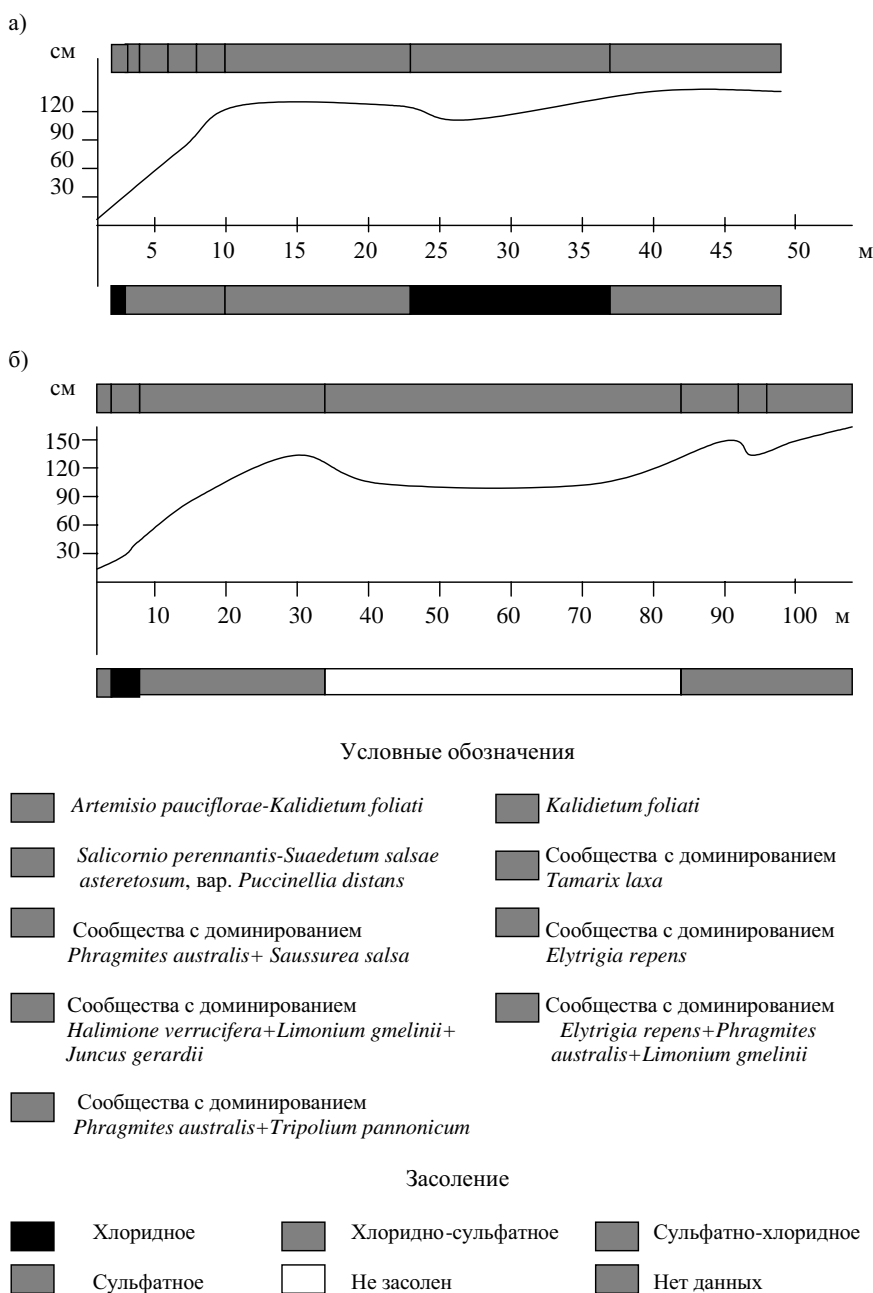 а)
см
120
90
60
30
5 10 15 20 25 30 35 40 45 50 м
б)
см
150
120
90
60
30
10 20 30 40 50 60 70 80 90 100 м
Условные обозначения
Artemisio pauciflorae-Kalidietum foliati
Salicornio perennantis-Suaedetum salsae
asteretosum, вар. Puccinellia distans
Сообщества с доминированием
Phragmites australis+ Saussurea salsa
Сообщества с доминированием
Halimione verrucifera+Limonium gmelinii+
Juncus gerardii
Сообщества с доминированием
Phragmites australis+Tripolium pannonicum
Kalidietum foliati
Сообщества с доминированием
Tamarix laxa
Сообщества с доминированием
Elytrigia repens
Сообщества с доминированием
Elytrigia repens+Phragmites
australis+Limonium gmelinii
Засоление
Хлоридное
Хлоридно-сульфатное
Сульфатно-хлоридное
Сульфатное
Не засолен
Нет данных